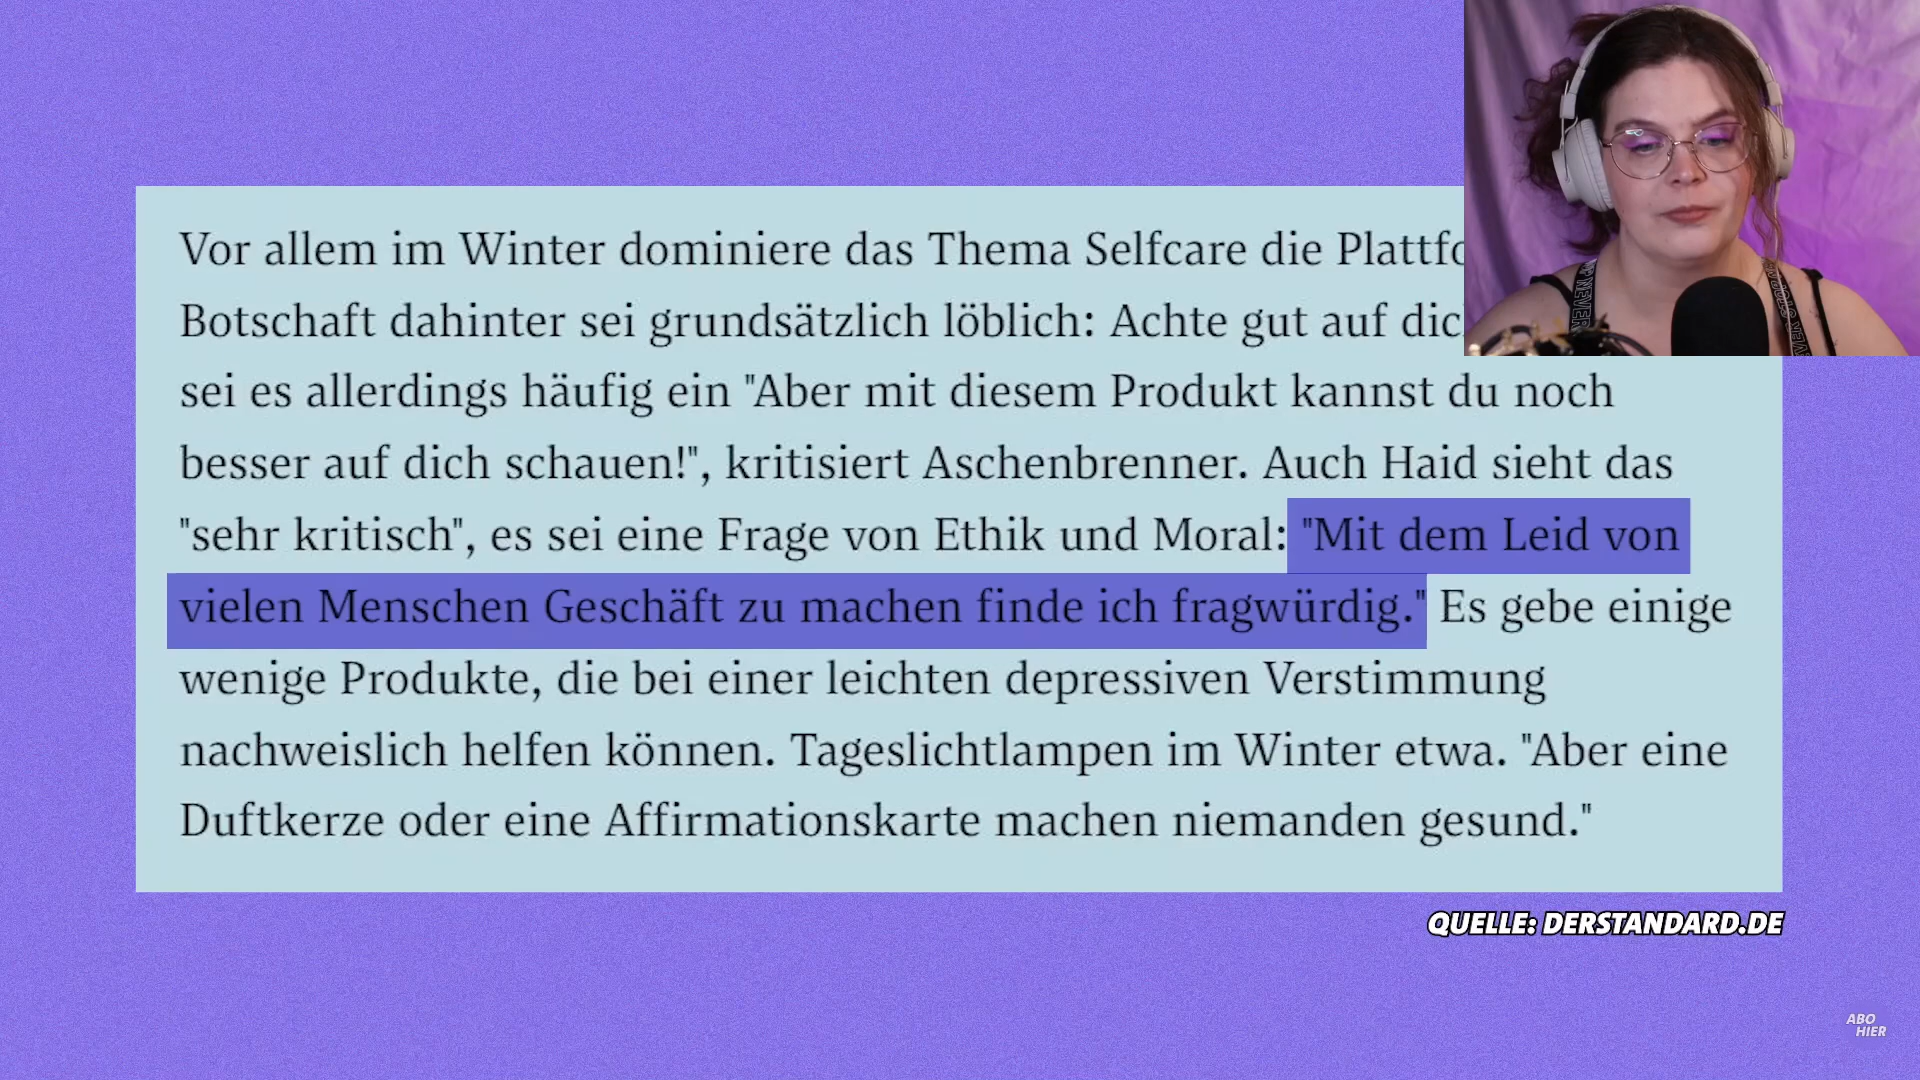 Vor allem im Winter dominiere das Thema Selfcare die
Botschaft dahinter sei grundsätzlich löblich: Achte gut auf
sei es allerdings häufig ein "Aber mit diesem Produkt kannst du noch
besser auf dich schauen!", kritisiert Aschenbrenner. Auch Haid sieht das
"sehr kritisch", es sei eine Frage von Ethik und Moral: "Mit dem Leid von
vielen Menschen Geschäft zu machen finde ich fragwürdig." Es gebe einige
wenige Produkte, die bei einer leichten depressiven Verstimmung
nachweislich helfen können. Tageslichtlampen im Winter etwa. "Aber eine
Duftkerze oder eine Affirmationskarte machen niemanden gesund."
QUELLE: DERSTANDARD.DE
ABO
HIER